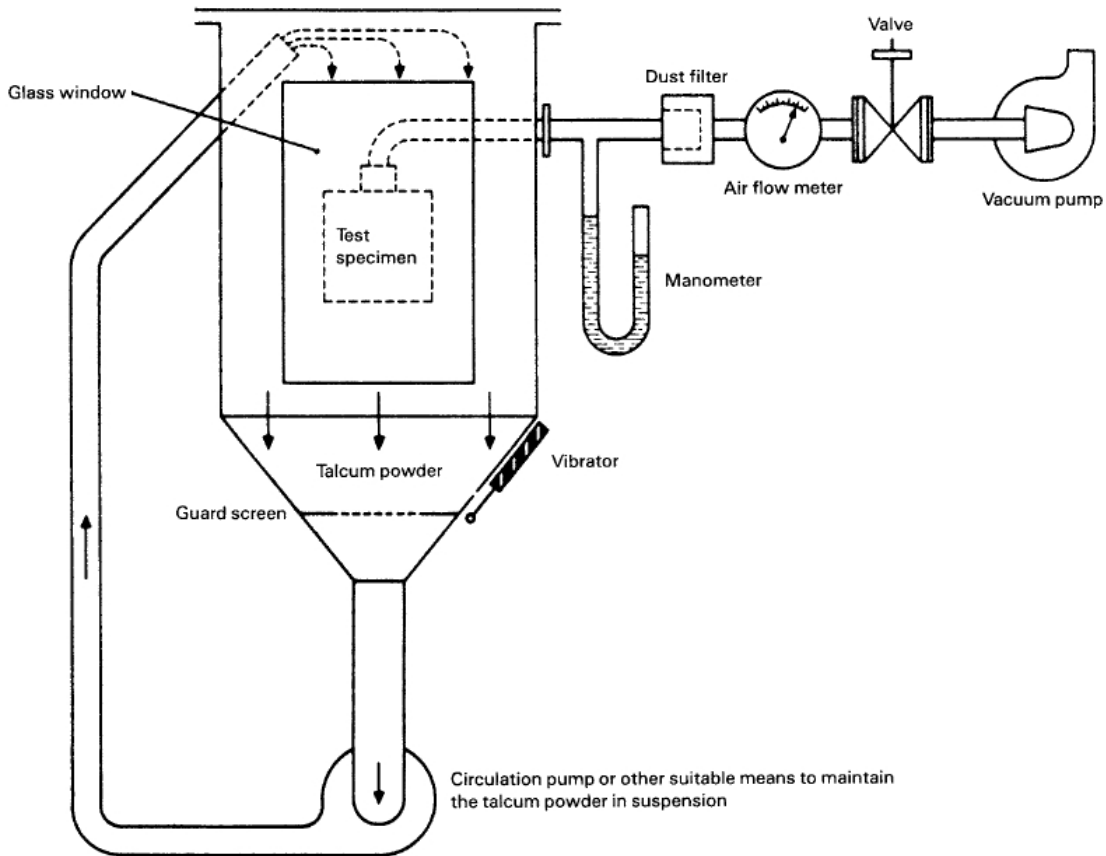 Valve
Dust filter
Glass window
Air flow meter
Vacuum pump
Test
specimen
Manometer
Talcum powder
Vibrator
Guard screen
Circulation pump or other suitable means to maintain
the talcum powder in suspension